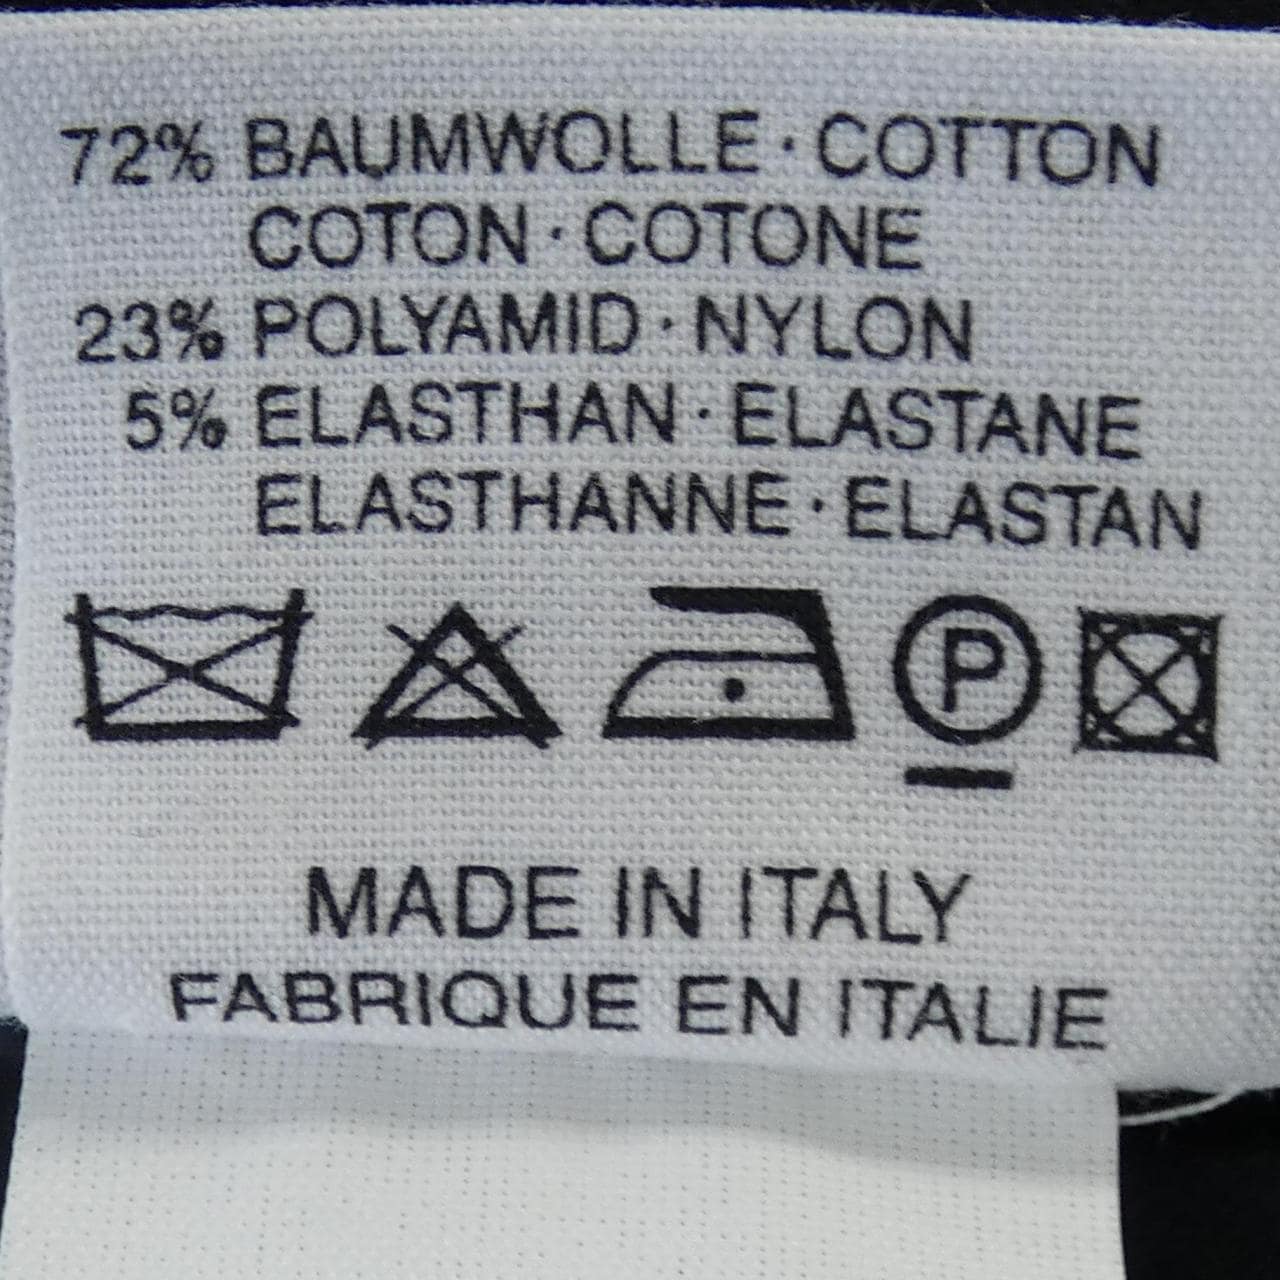 72% BAUMWOLLE · COTTON
COTON · COTONE
23% POLYAMID · NYLON
5% ELASTHAN · ELASTANE
ELASTHANNE · ELASTAN
P
MADE IN ITALY
FABRIQUE EN ITALIE